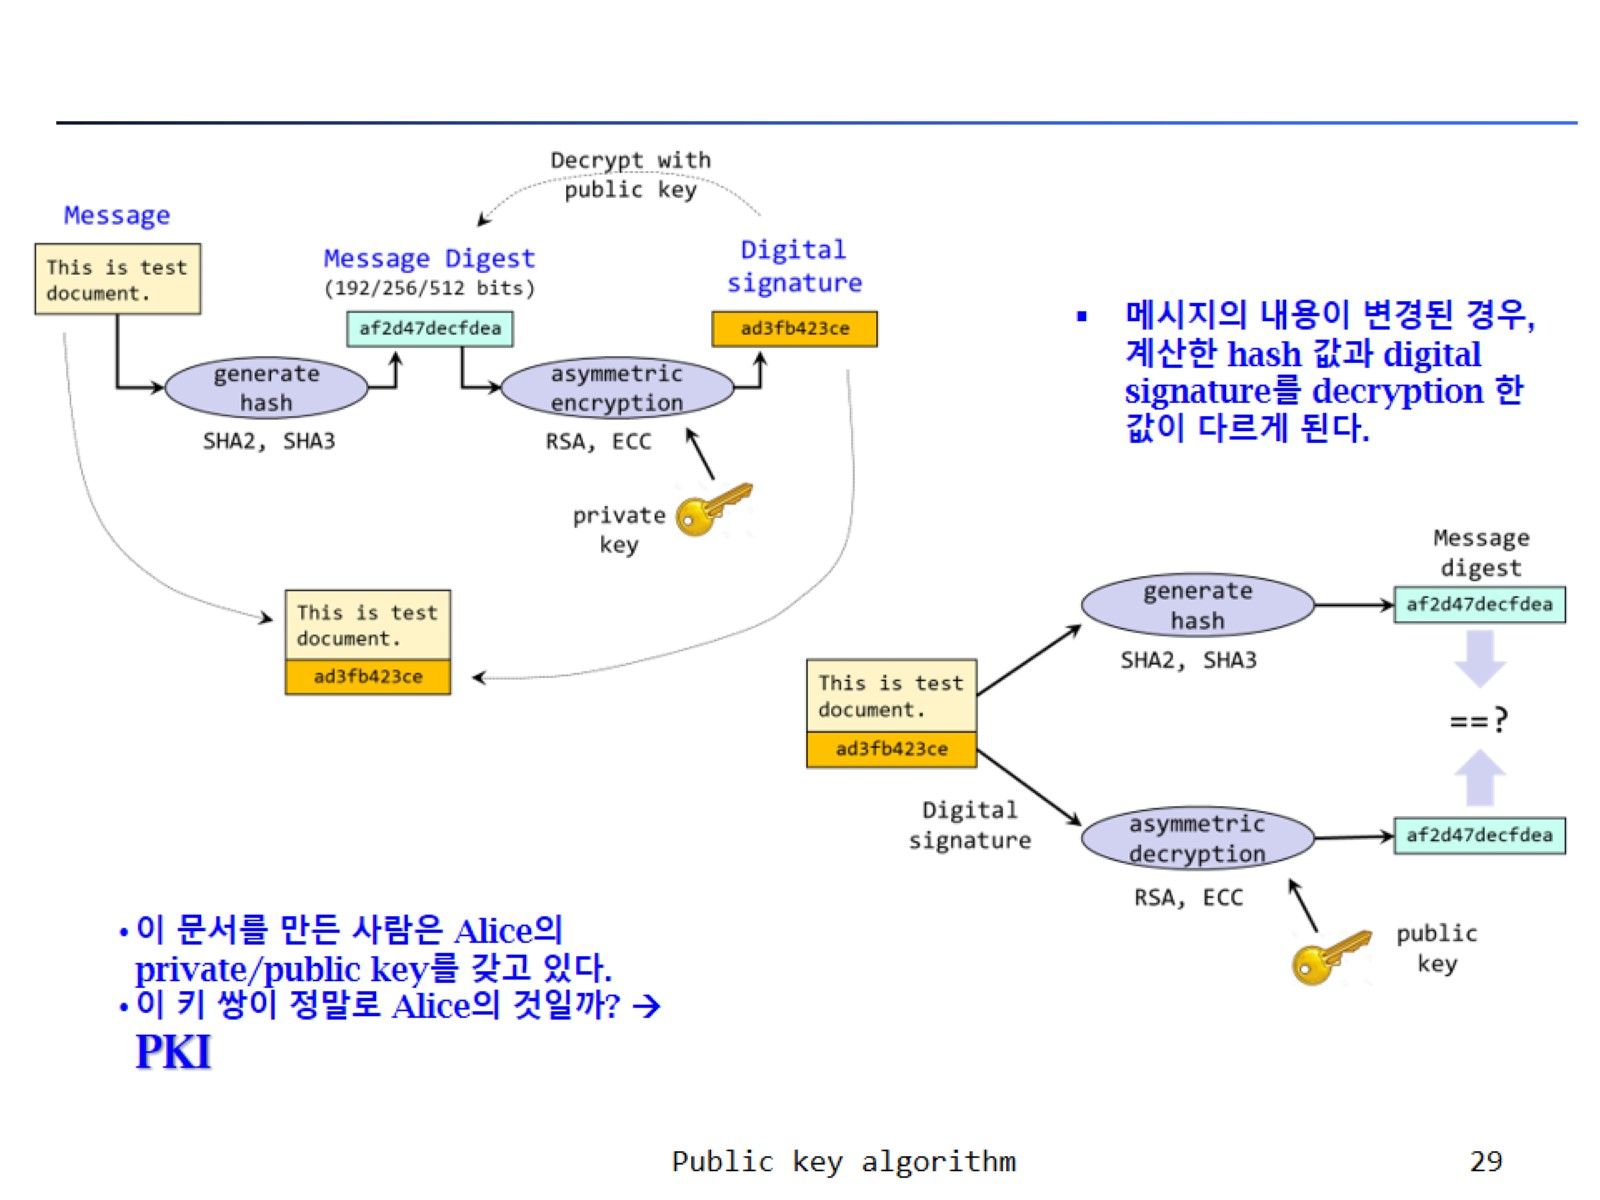 Decrypt with
public key
Message
This is test
document.
Message Digest
(192/256/512 bits)
af2d47decfdea
Digital
signature
ad3fb423ce
generate
hash
SHA2, SHA3
asymmetric
encryption
RSA, ECC
private
key
This is test
document.
ad3fb423ce
▪ 메시지의 내용이 변경된 경우,
계산한 hash 값과 digital
signature를 decryption 한
값이 다르게 된다.
This is test
document.
ad3fb423ce
Digital
signature
generate
hash
SHA2, SHA3
Message
digest
af2d47decfdea
==?
asymmetric
decryption
RSA, ECC
af2d47decfdea
public
key
• 이 문서를 만든 사람은 Alice의
private/public key를 갖고 있다.
• 이 키 쌍이 정말로 Alice의 것일까? →
PKI
Public key algorithm
29